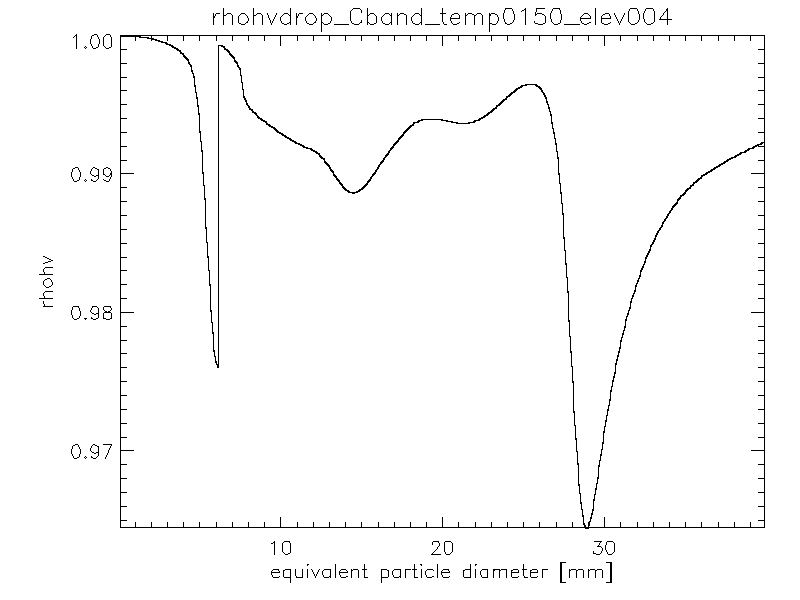 rhohvdrop_Cband_temp0150_elev004
1.00
0.99
0.98
0.97
rhohv
10 20 30
equivalent particle diameter [mm]